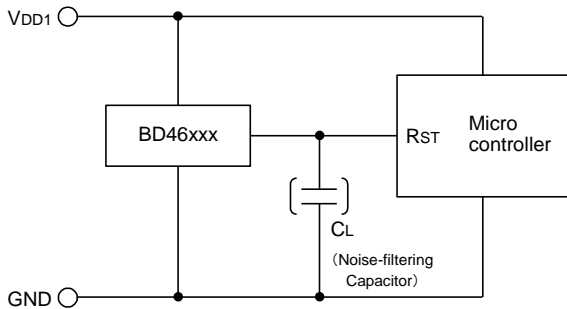 VDD1
BD46xxx
RST
Micro
controller
CL
（Noise-filtering
Capacitor）
GND